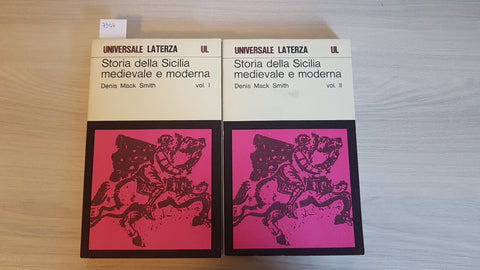 7964
UNIVERSALE LATERZA UL
Storia della Sicilia
medievale e moderna
Denis Mack Smith vol. I
UNIVERSALE LATERZA UL
Storia della Sicilia
medievale e moderna
Denis Mack Smith vol. II